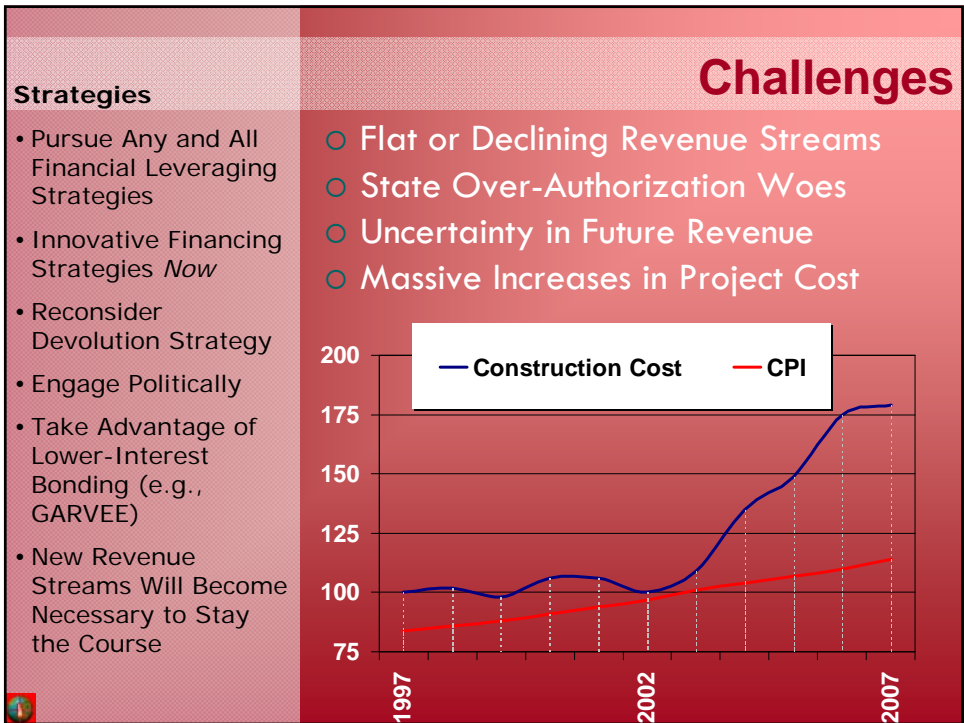 Challenges
Strategies
• Pursue Any and All
Financial Leveraging
Strategies
• Innovative Financing
Strategies Now
• Reconsider
Devolution Strategy
• Engage Politically
• Take Advantage of
Lower-Interest
Bonding (e.g.,
GARVEE)
• New Revenue
Streams Will Become
Necessary to Stay
the Course
○ Flat or Declining Revenue Streams
○ State Over-Authorization Woes
○ Uncertainty in Future Revenue
○ Massive Increases in Project Cost
Construction Cost CPI
200
175
150
125
100
75
1997 2002 2007